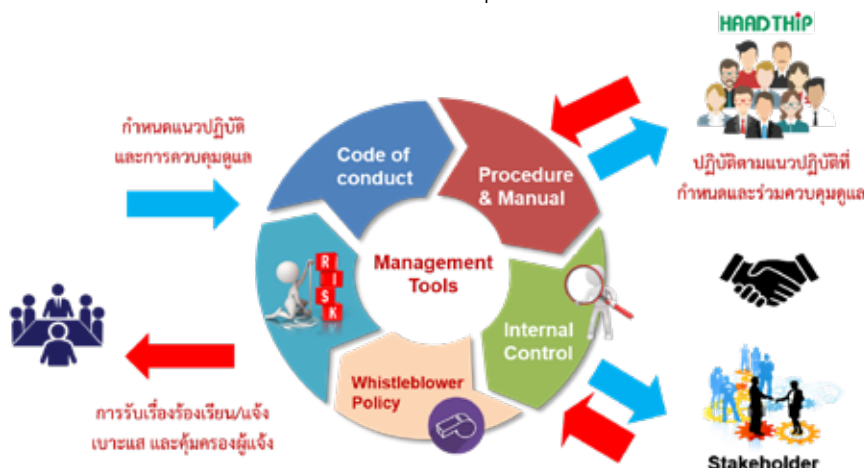 HAADTHIP
กำหนดแนวปฏิบัติ
และการควบคุมดูแล
Code of
conduct
Procedure
& Manual
ปฏิบัติตามแนวปฏิบัติที่
กำหนดและร่วมควบคุมดูแล
RISK
Management
Tools
Internal
Control
Whistleblower
Policy
การรับเรื่องร้องเรียน/แจ้ง
เบาะแส และคุ้มครองผู้แจ้ง
Stakeholder